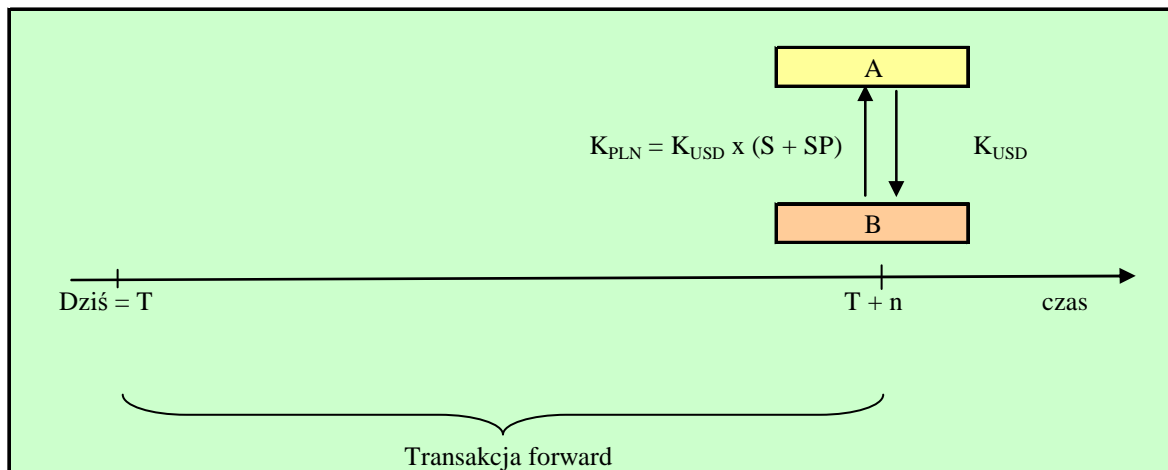 A
K_PLN = K_USD x (S + SP)
K_USD
B
Dziś = T
T + n
czas
Transakcja forward